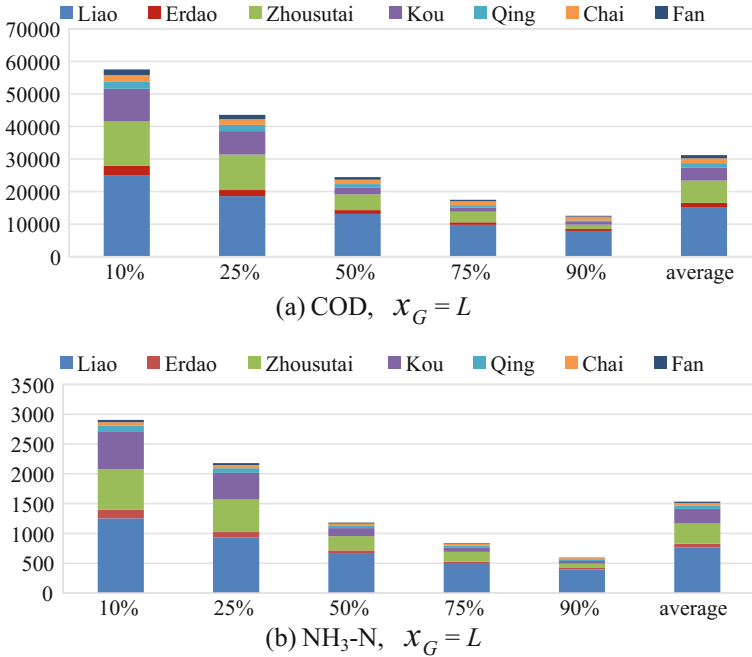 Liao Erdao Zhousutai Kou Qing Chai Fan
70000
60000
50000
40000
30000
20000
10000
0
10% 25% 50% 75% 90% average
(a) COD, x_G = L
Liao Erdao Zhousutai Kou Qing Chai Fan
3500
3000
2500
2000
1500
1000
500
0
10% 25% 50% 75% 90% average
(b) NH₃-N, x_G = L